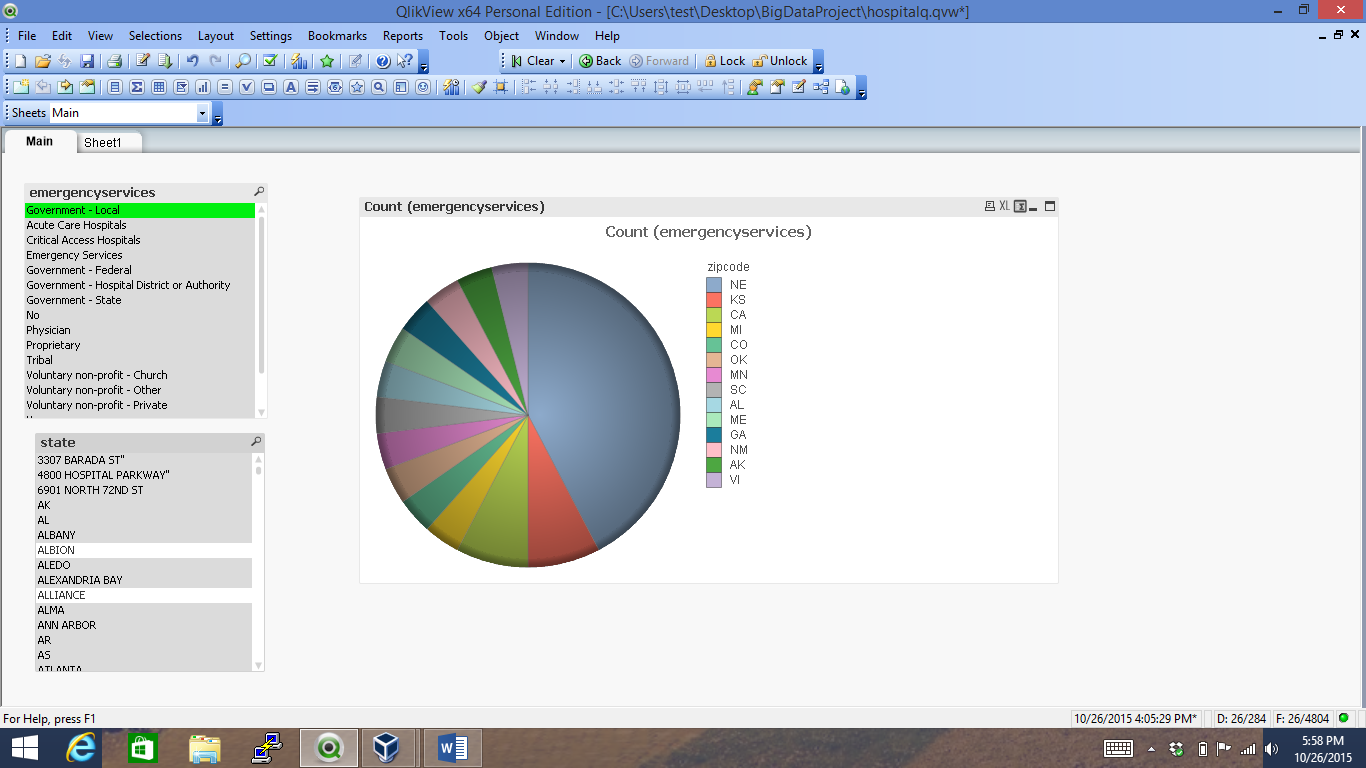 QlikView x64 Personal Edition - [C:\Users\test\Desktop\BigDataProject\hospitalq.qvw*]
File Edit View Selections Layout Settings Bookmarks Reports Tools Object Window Help
Clear Back Forward Lock Unlock
Sheets Main
Main Sheet1
emergencyservices
Government - Local
Acute Care Hospitals
Critical Access Hospitals
Emergency Services
Government - Federal
Government - Hospital District or Authority
Government - State
No
Physician
Proprietary
Tribal
Voluntary non-profit - Church
Voluntary non-profit - Other
Voluntary non-profit - Private
state
3307 BARADA ST"
4800 HOSPITAL PARKWAY"
6901 NORTH 72ND ST
AK
AL
ALBANY
ALBION
ALEDO
ALEXANDRIA BAY
ALLIANCE
ALMA
ANN ARBOR
AR
AS
ATLANTA
Count (emergencyservices) XL
Count (emergencyservices)
zipcode
NE
KS
CA
MI
CO
OK
MN
SC
AL
ME
GA
NM
AK
VI
For Help, press F1
10/26/2015 4:05:29 PM* D: 26/284 F: 26/4804
5:58 PM
10/26/2015